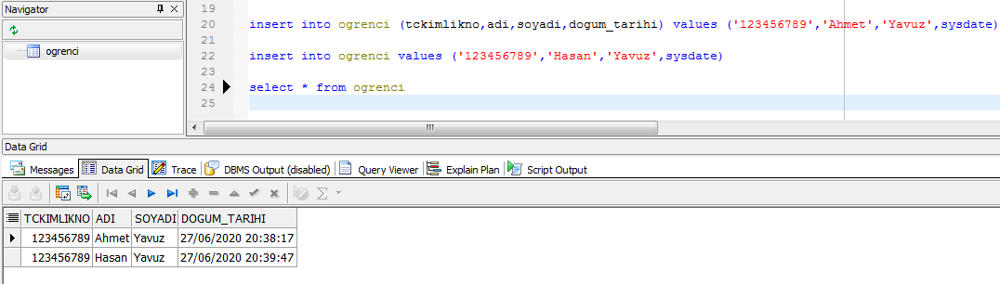 Navigator
ogrenci
19
20 insert into ogrenci (tckimlikno,adi,soyadi,dogum_tarihi) values ('123456789','Ahmet','Yavuz',sysdate)
21
22 insert into ogrenci values ('123456789','Hasan','Yavuz',sysdate)
23
24 select * from ogrenci
25
Data Grid
Messages Data Grid Trace DBMS Output (disabled) Query Viewer Explain Plan Script Output
TCKIMLIKNO ADI SOYADI DOGUM_TARIHI
123456789 Ahmet Yavuz 27/06/2020 20:38:17
123456789 Hasan Yavuz 27/06/2020 20:39:47